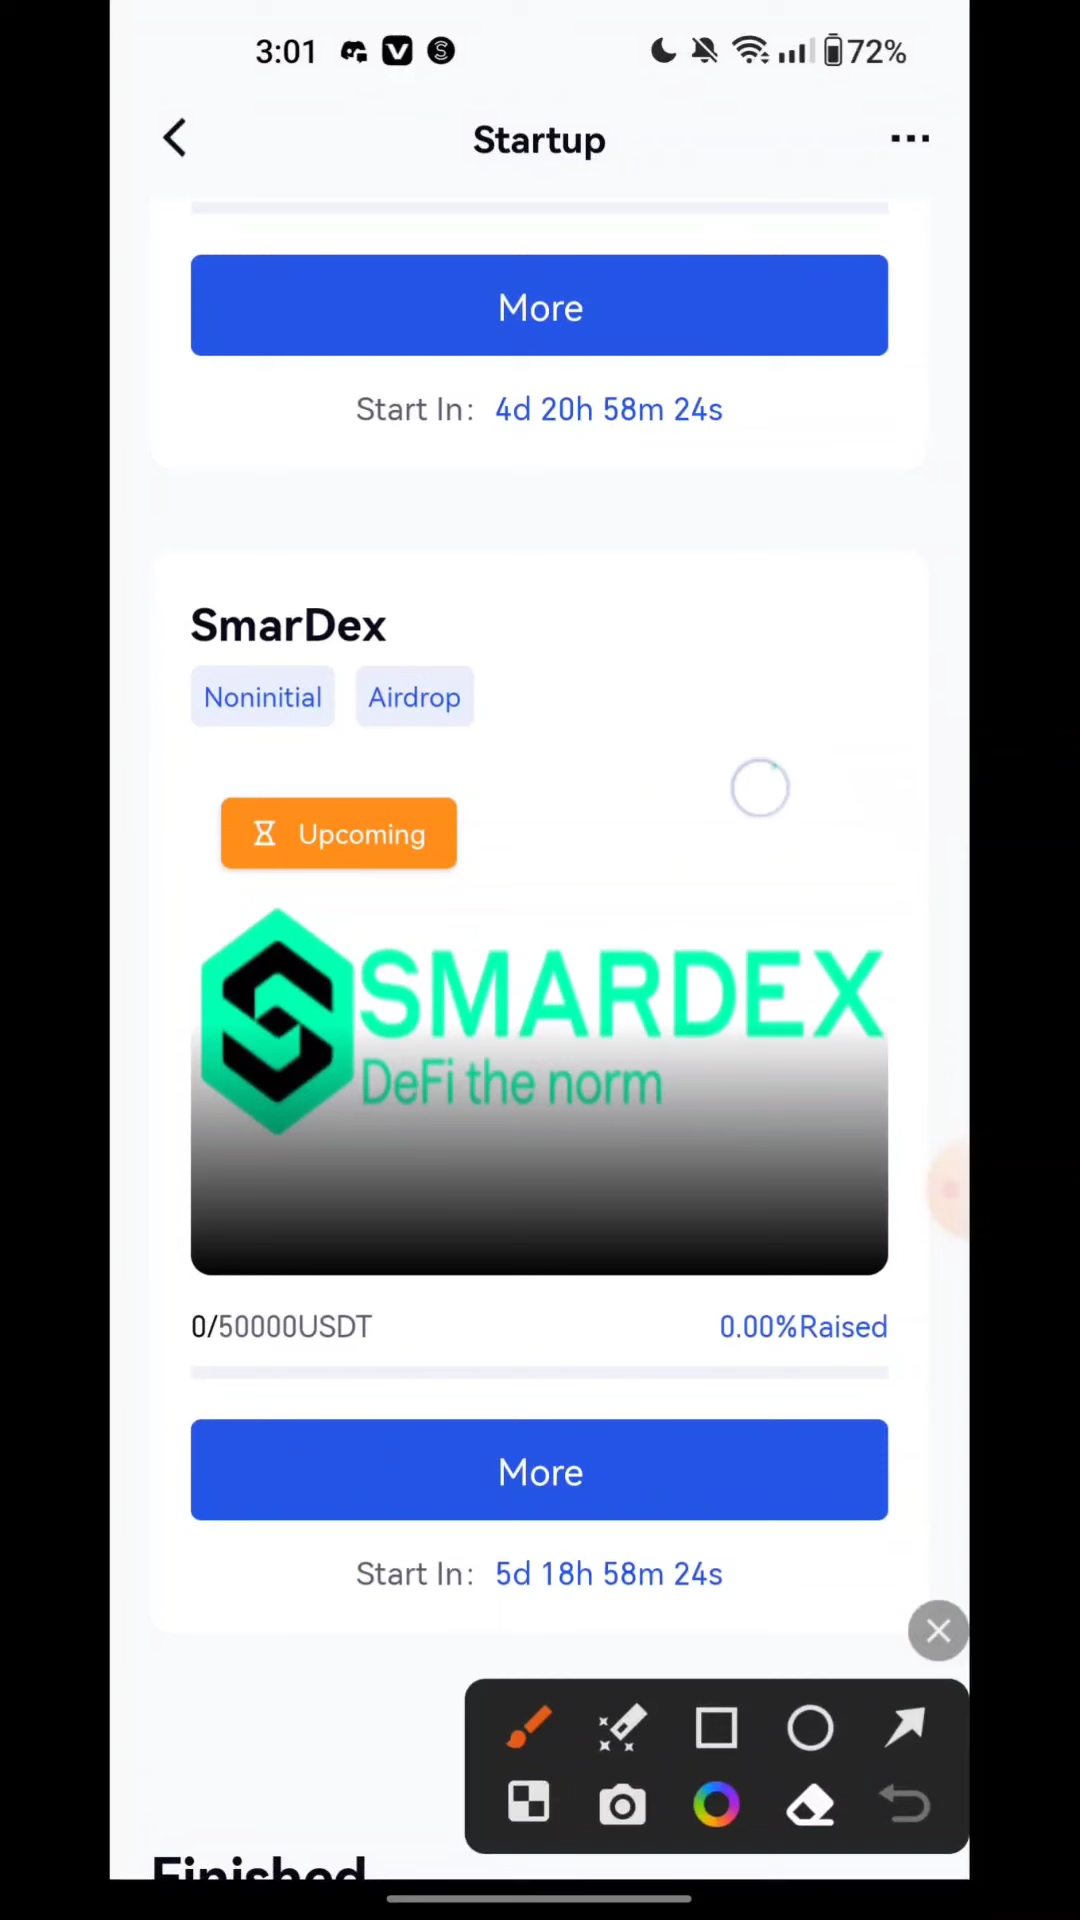 3:01
72%
Startup
More
Start In: 4d 20h 58m 24s
SmarDex
Noninitial Airdrop
Upcoming
SMARDEX
DeFi the norm
0/50000USDT 0.00%Raised
More
Start In: 5d 18h 58m 24s
Finished